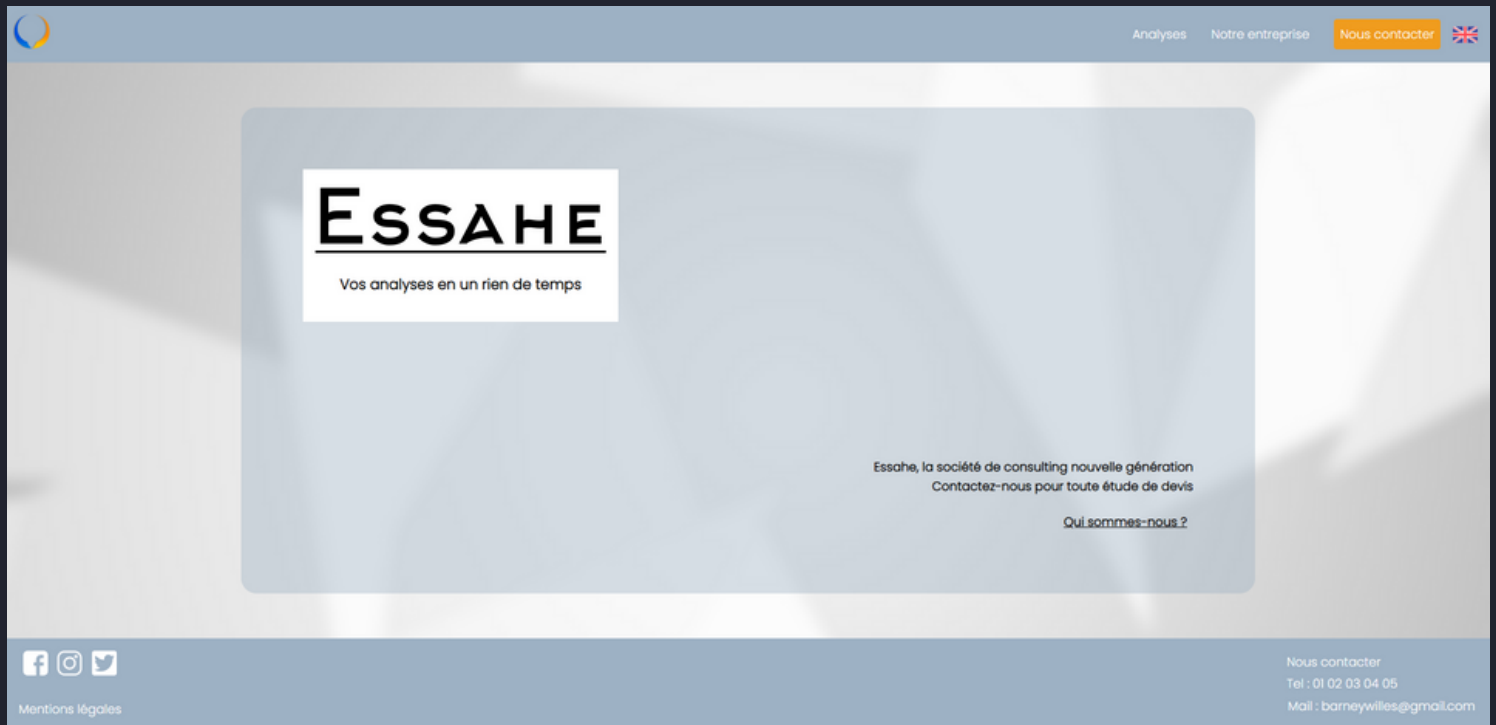 Analyses Notre entreprise Nous contacter
ESSAHE
Vos analyses en un rien de temps
Essahe, la société de consulting nouvelle génération
Contactez-nous pour toute étude de devis
Qui sommes-nous ?
Mentions légales
Nous contacter
Tel : 01 02 03 04 05
Mail : barneywilles@gmail.com